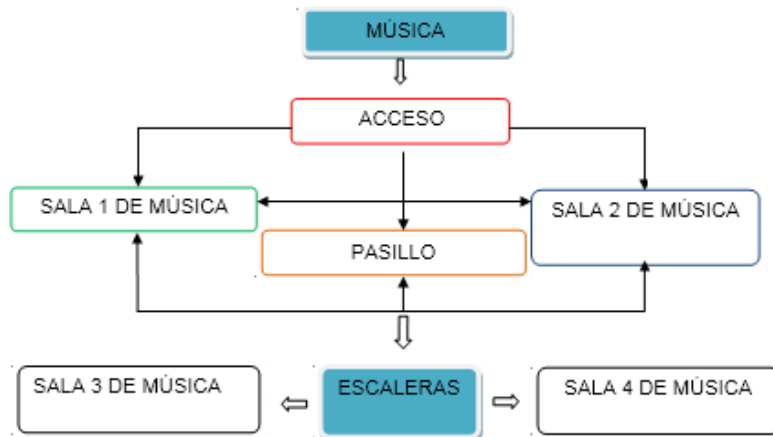 MÚSICA
ACCESO
SALA 1 DE MÚSICA
SALA 2 DE MÚSICA
PASILLO
SALA 3 DE MÚSICA
ESCALERAS
SALA 4 DE MÚSICA